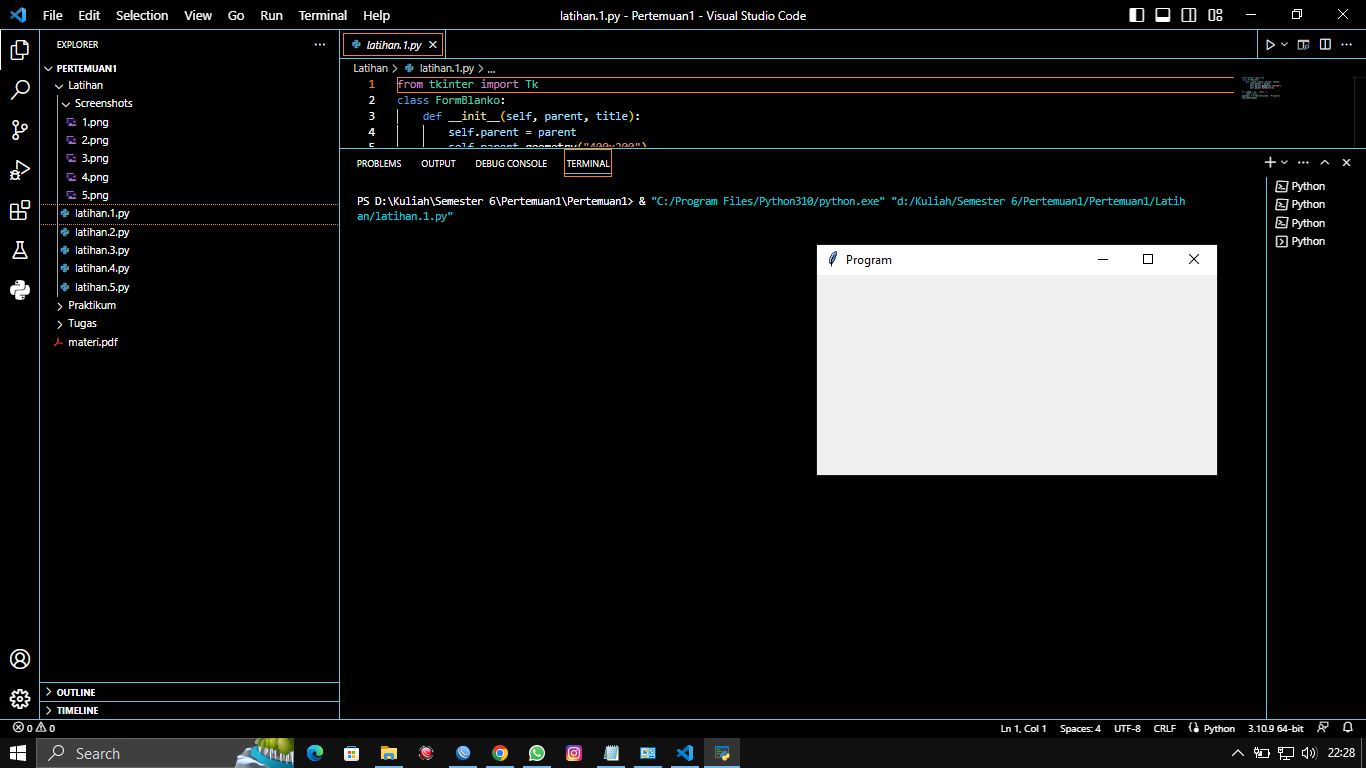 File Edit Selection View Go Run Terminal Help
latihan.1.py - Pertemuan1 - Visual Studio Code
EXPLORER
PERTEMUAN1
Latihan
Screenshots
1.png
2.png
3.png
4.png
5.png
latihan.1.py
latihan.2.py
latihan.3.py
latihan.4.py
latihan.5.py
Praktikum
Tugas
materi.pdf
OUTLINE
TIMELINE
latihan.1.py
Latihan > latihan.1.py > ...
1 from tkinter import Tk
2 class FormBlanko:
3 def __init__(self, parent, title):
4 self.parent = parent
5 self.parent.geometry("400x200")
PROBLEMS OUTPUT DEBUG CONSOLE TERMINAL
PS D:\Kuliah\Semester 6\Pertemuan1\Pertemuan1> & "C:/Program Files/Python310/python.exe" "d:/Kuliah/Semester 6/Pertemuan1/Pertemuan1/Latih
an/latihan.1.py"
Python
Python
Python
Python
Program
0 0
Ln 1, Col 1 Spaces: 4 UTF-8 CRLF Python 3.10.9 64-bit
Search
22:28